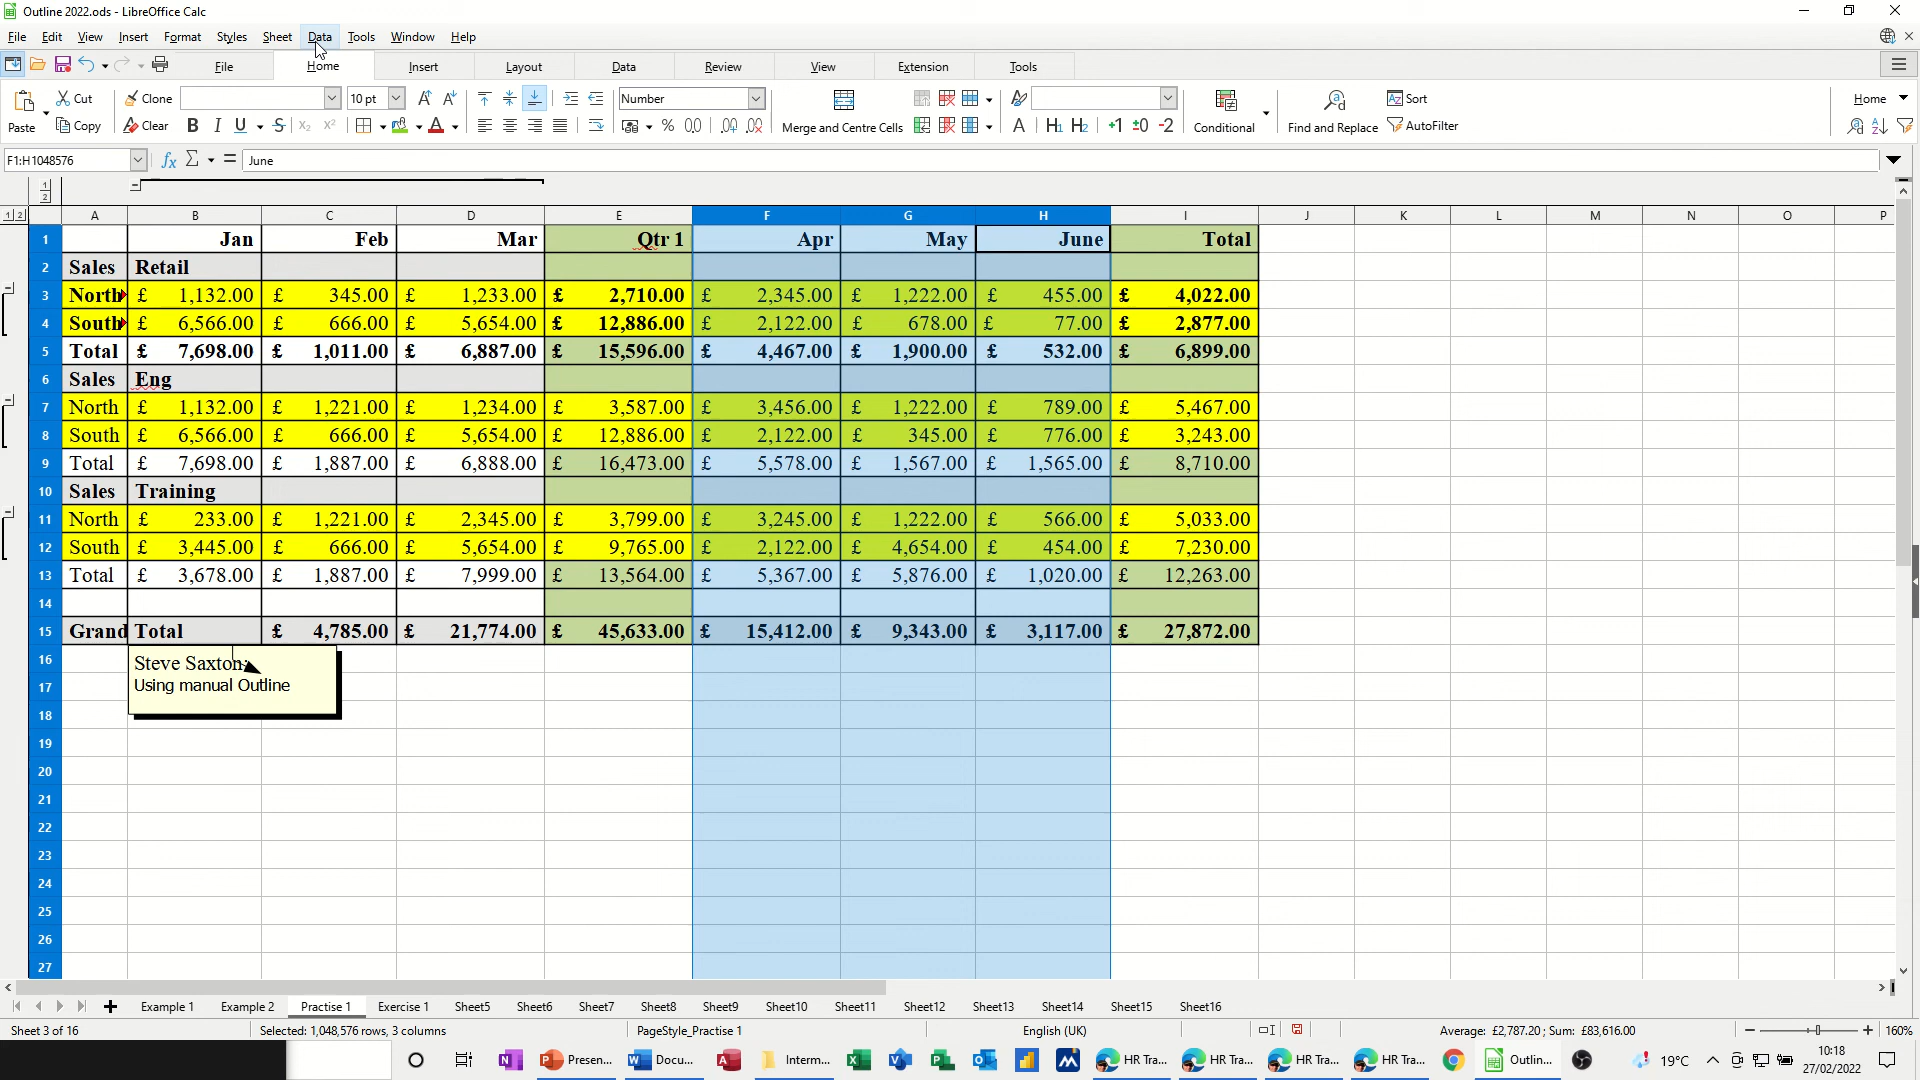 Outline 2022.ods - LibreOffice Calc
File Edit View Insert Format Styles Sheet Data Tools Window Help
File Home Insert Layout Data Review View Extension Tools
Cut Clone 10 pt Number Sort Home
Paste Copy Clear Merge and Centre Cells Conditional Find and Replace AutoFilter
F1:H1048576 June
1 2
1 2 A B C D E F G H I J K L M N O P
1 Jan Feb Mar Qtr 1 Apr May June Total
2 Sales Retail
3 North £ 1,132.00 £ 345.00 £ 1,233.00 £ 2,710.00 £ 2,345.00 £ 1,222.00 £ 455.00 £ 4,022.00
4 South £ 6,566.00 £ 666.00 £ 5,654.00 £ 12,886.00 £ 2,122.00 £ 678.00 £ 77.00 £ 2,877.00
5 Total £ 7,698.00 £ 1,011.00 £ 6,887.00 £ 15,596.00 £ 4,467.00 £ 1,900.00 £ 532.00 £ 6,899.00
6 Sales Eng
7 North £ 1,132.00 £ 1,221.00 £ 1,234.00 £ 3,587.00 £ 3,456.00 £ 1,222.00 £ 789.00 £ 5,467.00
8 South £ 6,566.00 £ 666.00 £ 5,654.00 £ 12,886.00 £ 2,122.00 £ 345.00 £ 776.00 £ 3,243.00
9 Total £ 7,698.00 £ 1,887.00 £ 6,888.00 £ 16,473.00 £ 5,578.00 £ 1,567.00 £ 1,565.00 £ 8,710.00
10 Sales Training
11 North £ 233.00 £ 1,221.00 £ 2,345.00 £ 3,799.00 £ 3,245.00 £ 1,222.00 £ 566.00 £ 5,033.00
12 South £ 3,445.00 £ 666.00 £ 5,654.00 £ 9,765.00 £ 2,122.00 £ 4,654.00 £ 454.00 £ 7,230.00
13 Total £ 3,678.00 £ 1,887.00 £ 7,999.00 £ 13,564.00 £ 5,367.00 £ 5,876.00 £ 1,020.00 £ 12,263.00
14
15 Grand Total £ 4,785.00 £ 21,774.00 £ 45,633.00 £ 15,412.00 £ 9,343.00 £ 3,117.00 £ 27,872.00
16 Steve Saxton:
17 Using manual Outline
18
19
20
21
22
23
24
25
26
27
Example 1 Example 2 Practise 1 Exercise 1 Sheet5 Sheet6 Sheet7 Sheet8 Sheet9 Sheet10 Sheet11 Sheet12 Sheet13 Sheet14 Sheet15 Sheet16
Sheet 3 of 16 Selected: 1,048,576 rows, 3 columns PageStyle_Practise 1 English (UK) Average: £2,787.20; Sum: £83,616.00 160%
Presen... Docu... Interm... HR Tra... HR Tra... HR Tra... HR Tra... Outlin... 19°C 10:18
27/02/2022